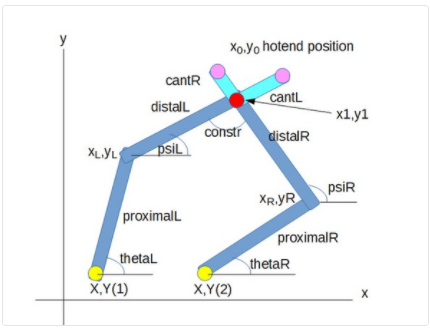 y
x0,y0 hotend position
cantR
cantL
distalL
x1,y1
constr
distalR
xL,yL
psiL
psiR
xR,yR
proximalL
proximalR
thetaL
thetaR
X,Y(1)
X,Y(2)
x